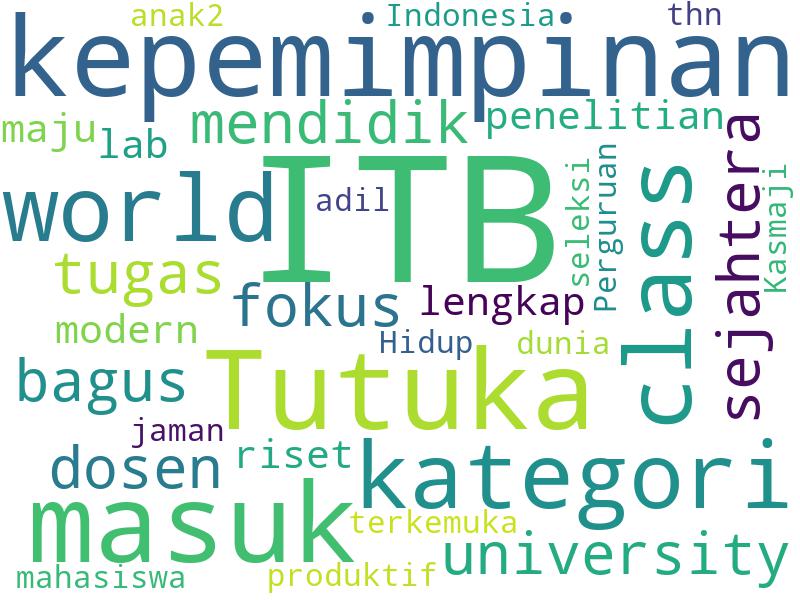 anak2
Indonesia
thn
kepemimpinan
maju
lab
mendidik
penelitian
world
ITB
adil
seleksi
Perguruan
class
sejahtera
Kasmaji
tugas
fokus
lengkap
modern
Hidup
dunia
bagus
Tutuka
jaman
dosen
riset
kategori
masuk
terkemuka
university
mahasiswa
produktif